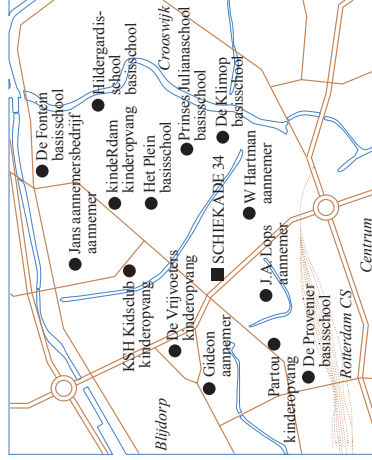 De Fontein
basisschool
Hildergardis-
school
basisschool
Crooswijk
Jans aannemersbedrijf
aannemer
kindeRdam
kinderopvang
Het Plein
basisschool
Prinses Julianaschool
basisschool
De Klimop
basisschool
KSH Kidsclub
kinderopvang
De Vrijvoeters
kinderopvang
SCHIEKADE 34
W Hartman
aannemer
Gideon
aannemer
J.A. Lops
aannemer
Blijdorp
Partou
kinderopvang
De Provenier
basisschool
Rotterdam CS
Centrum